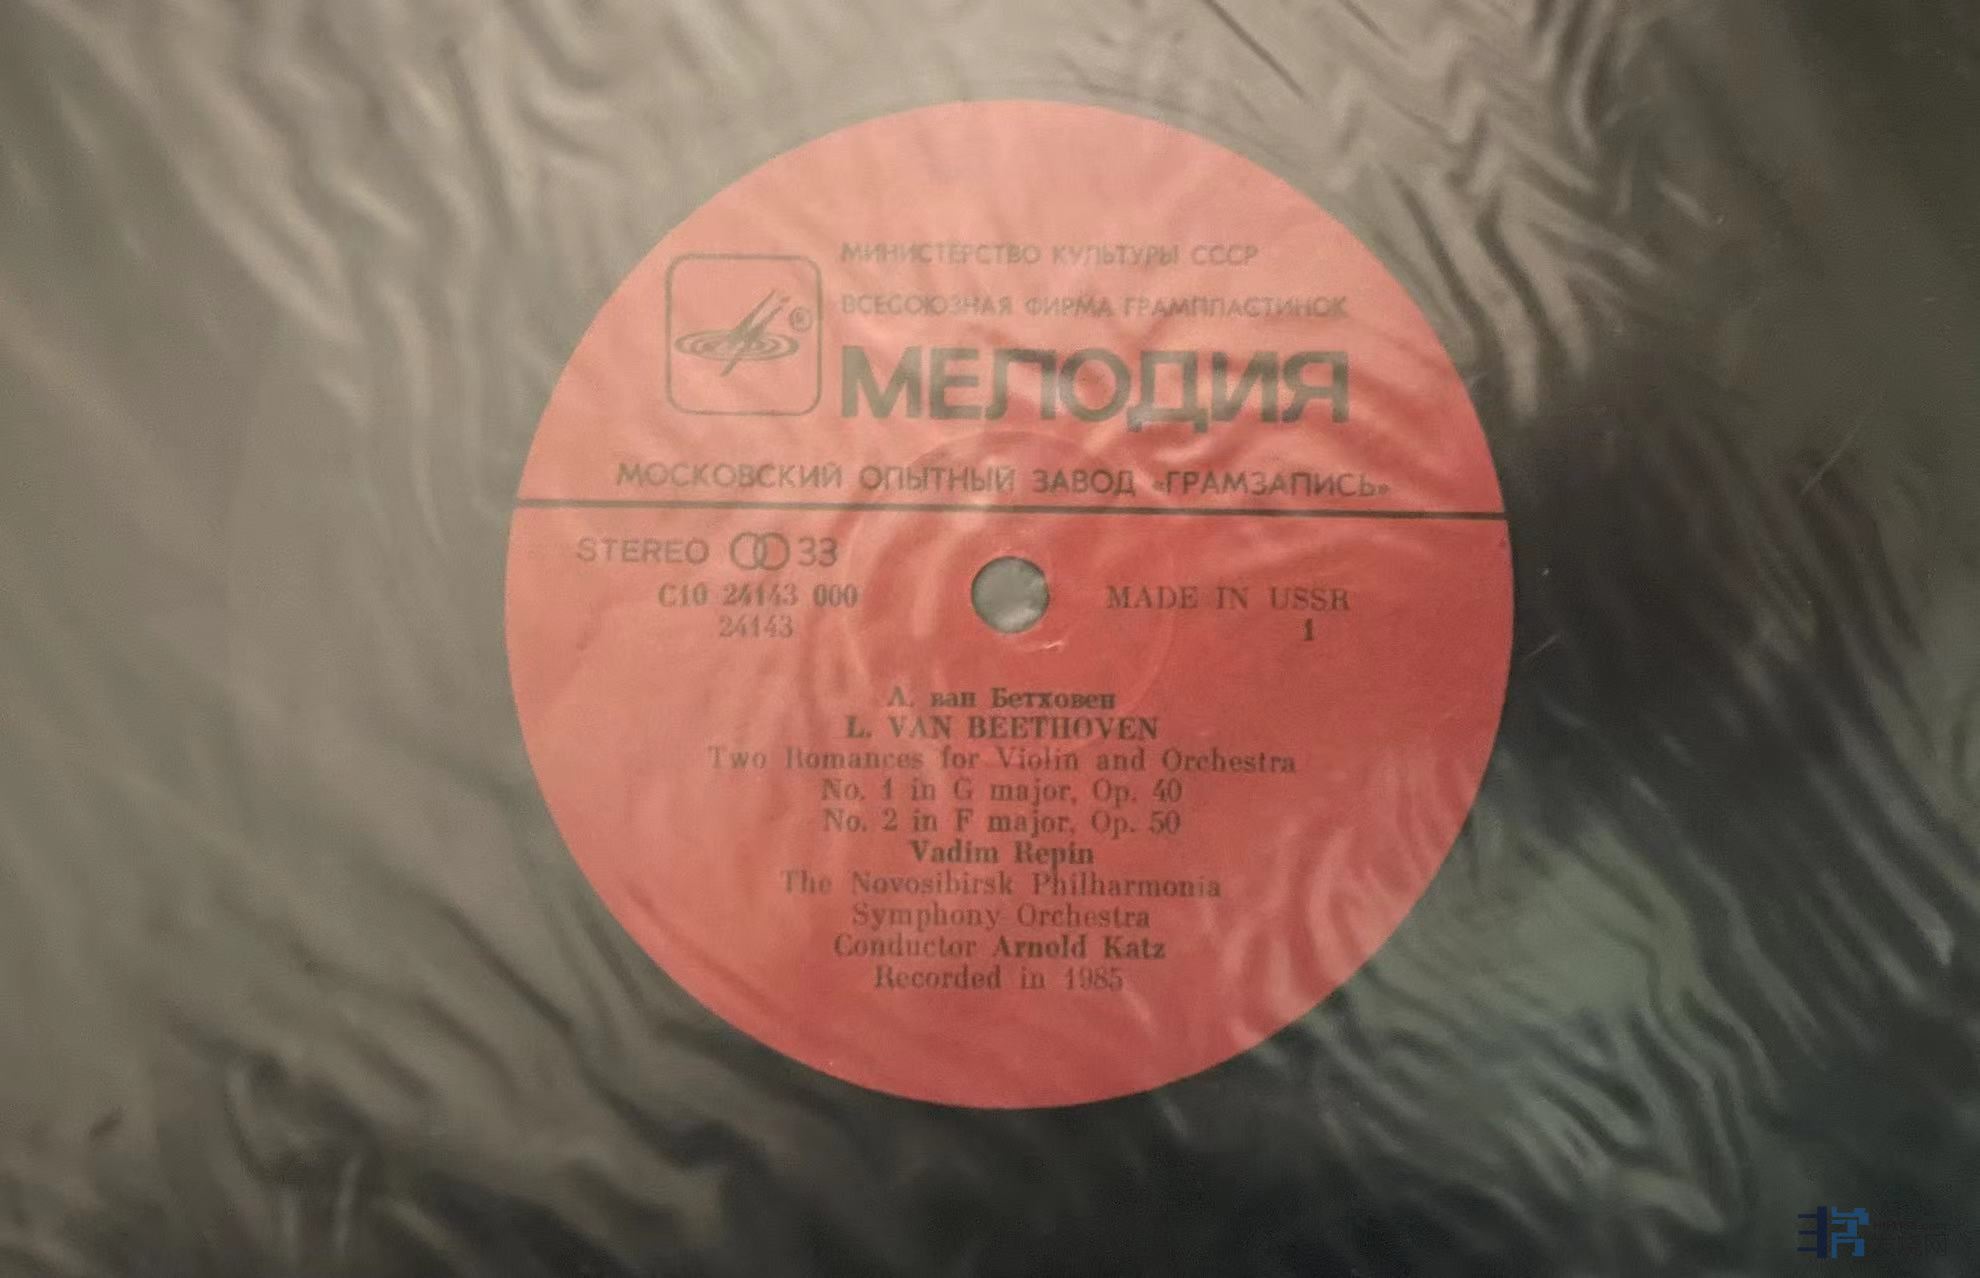 МИНИСТЕРСТВО КУЛЬТУРЫ СССР
ВСЕСОЮЗНАЯ ФИРМА ГРАМПЛАСТИНОК
®
МЕЛОДИЯ
МОСКОВСКИЙ ОПЫТНЫЙ ЗАВОД «ГРАМЗАПИСЬ»
STEREO 33
С10 24143 000
24143
MADE IN USSR
1
Л. ван Бетховен
L. VAN BEETHOVEN
Two Romances for Violin and Orchestra
No. 1 in G major, Op. 40
No. 2 in F major, Op. 50
Vadim Repin
The Novosibirsk Philharmonia
Symphony Orchestra
Conductor Arnold Katz
Recorded in 1985